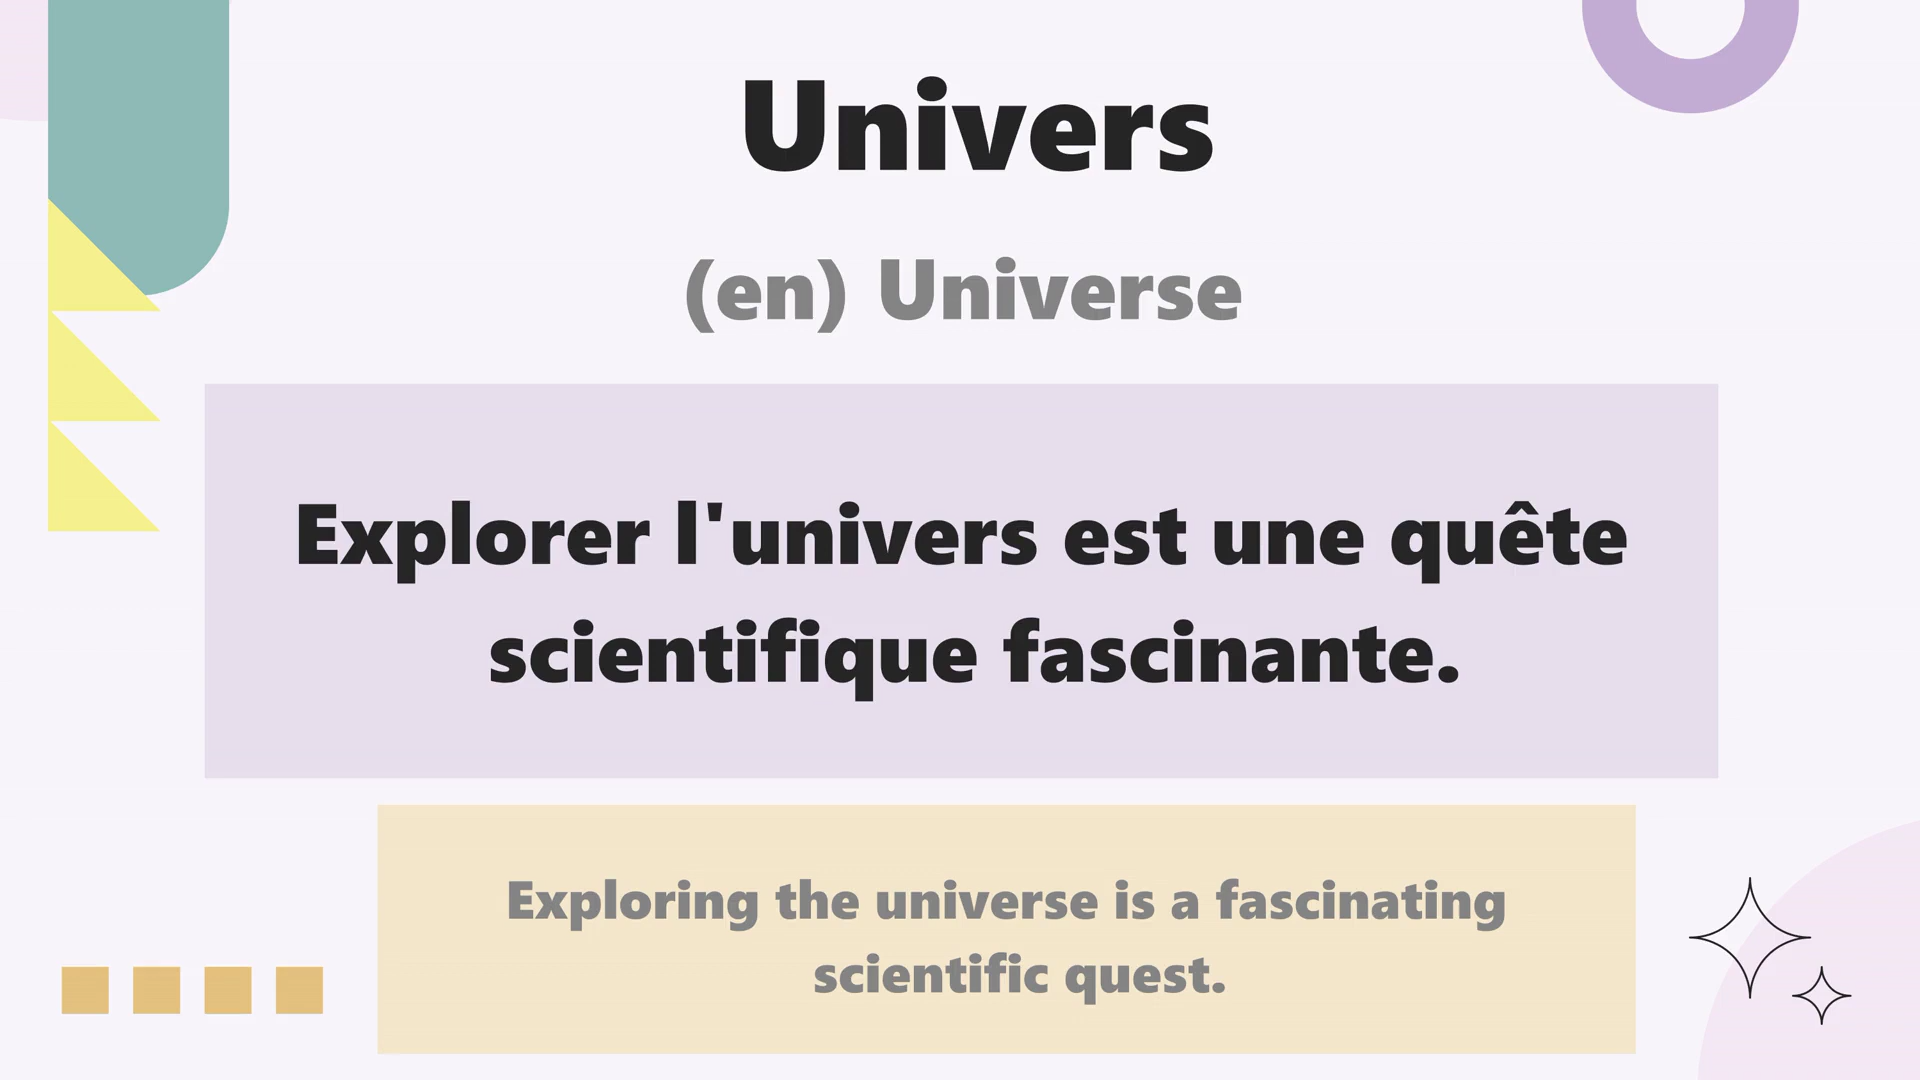 Univers
(en) Universe
Explorer l'univers est une quête
scientifique fascinante.
Exploring the universe is a fascinating
scientific quest.